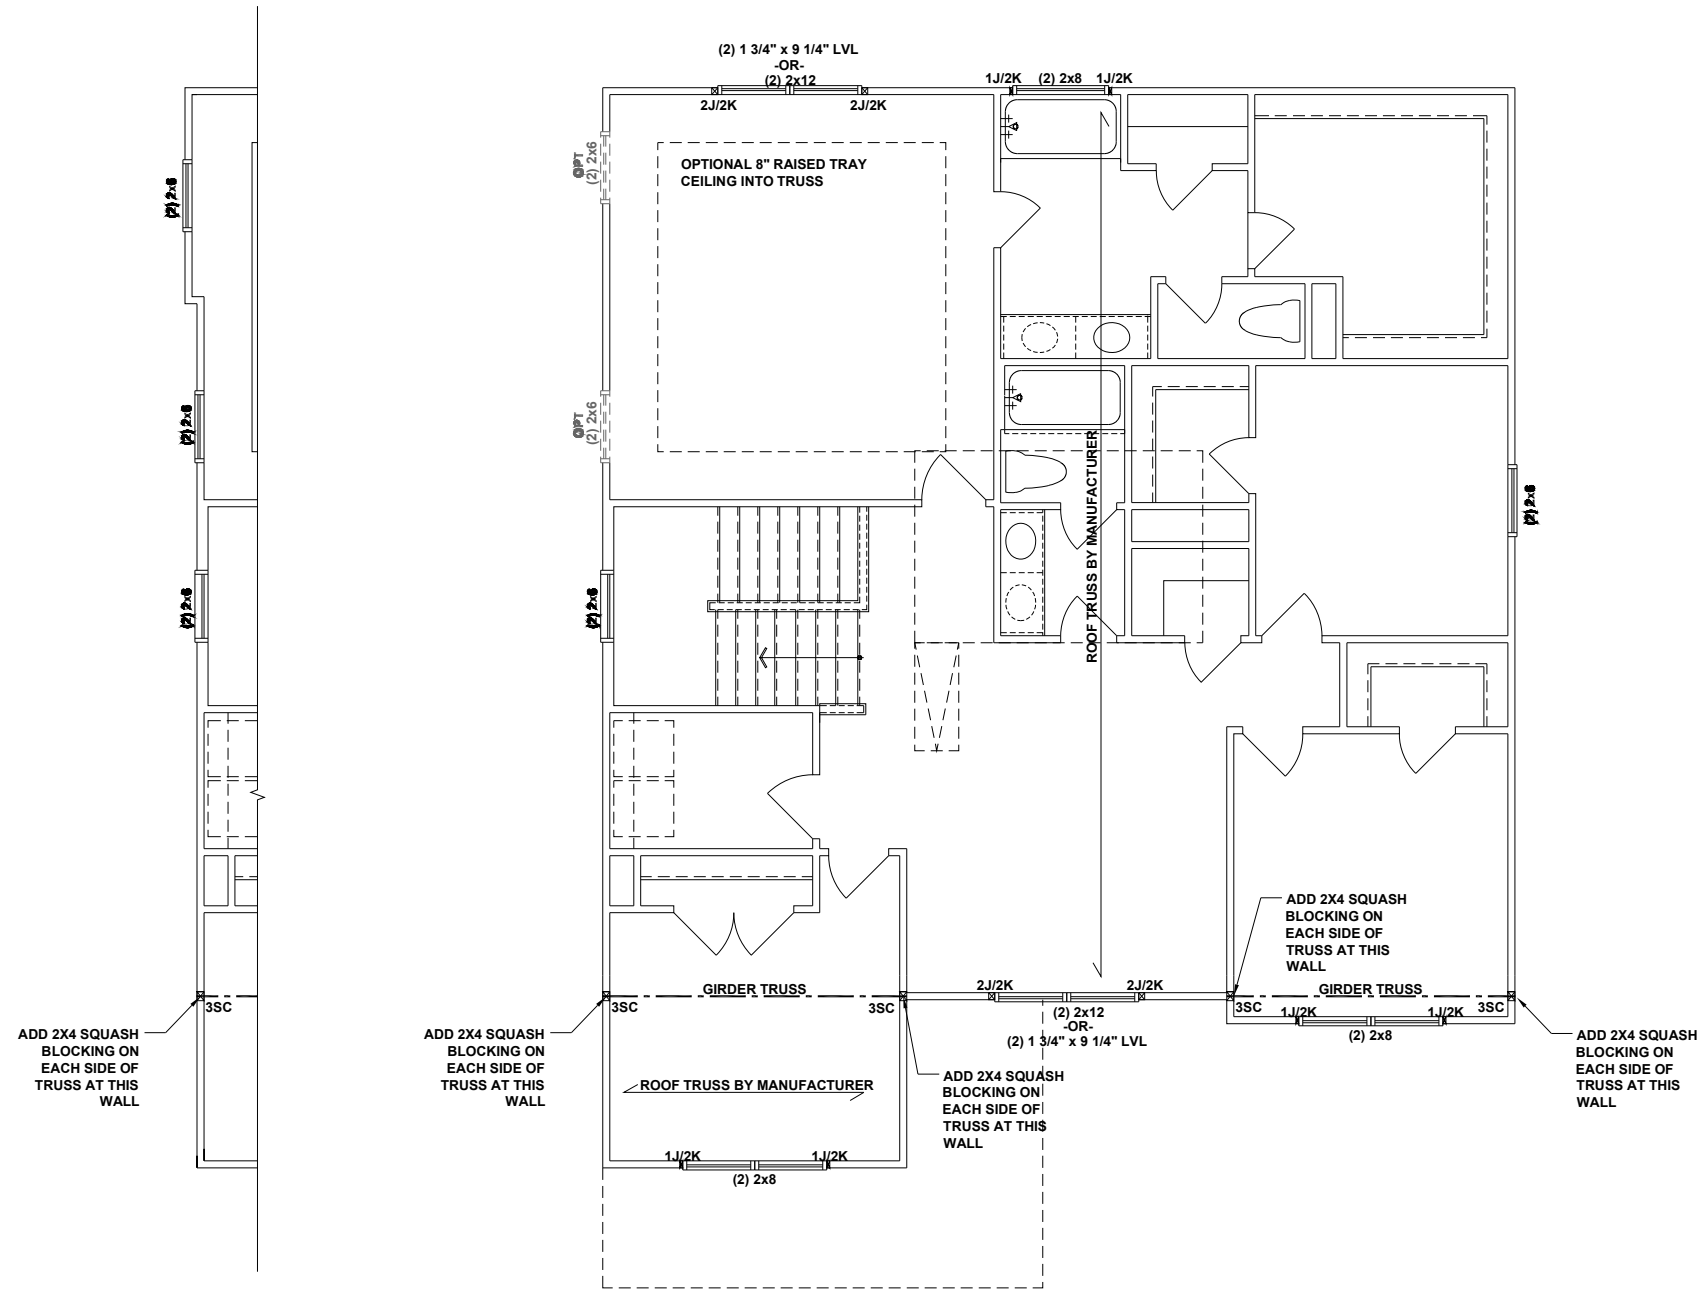 (2) 1 3/4" x 9 1/4" LVL
-OR-
(2) 2x12
2J/2K
2J/2K
1J/2K
(2) 2x8
1J/2K
OPTIONAL 8" RAISED TRAY
CEILING INTO TRUSS
OPT
(2) 2x6
(2) 2x6
OPT
(2) 2x6
(2) 2x6
(2) 2x6
(2) 2x6
(2) 2x6
ROOF TRUSS BY MANUFACTURER
ADD 2X4 SQUASH
BLOCKING ON
EACH SIDE OF
TRUSS AT THIS
WALL
3SC
GIRDER TRUSS
3SC
3SC
2J/2K
2J/2K
(2) 2x12
-OR-
(2) 1 3/4" x 9 1/4" LVL
GIRDER TRUSS
3SC
3SC
1J/2K
1J/2K
(2) 2x8
ADD 2X4 SQUASH
BLOCKING ON
EACH SIDE OF
TRUSS AT THIS
WALL
ADD 2X4 SQUASH
BLOCKING ON
EACH SIDE OF
TRUSS AT THIS
WALL
ADD 2X4 SQUASH
BLOCKING ON
EACH SIDE OF
TRUSS AT THIS
WALL
ADD 2X4 SQUASH
BLOCKING ON
EACH SIDE OF
TRUSS AT THIS
WALL
ROOF TRUSS BY MANUFACTURER
1J/2K
1J/2K
(2) 2x8